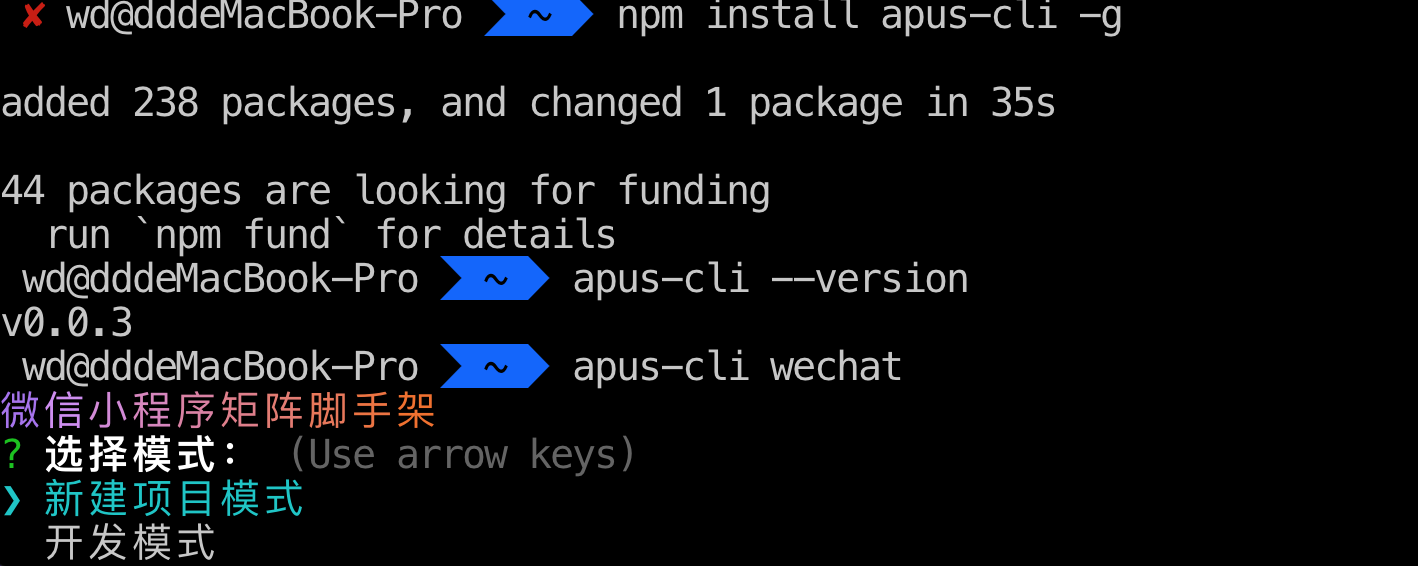 ✘ wd@dddeMacBook-Pro ~ npm install apus-cli -g
added 238 packages, and changed 1 package in 35s
44 packages are looking for funding
run `npm fund` for details
wd@dddeMacBook-Pro ~ apus-cli --version
v0.0.3
wd@dddeMacBook-Pro ~ apus-cli wechat
微信小程序矩阵脚手架
? 选择模式： (Use arrow keys)
❯ 新建项目模式
开发模式